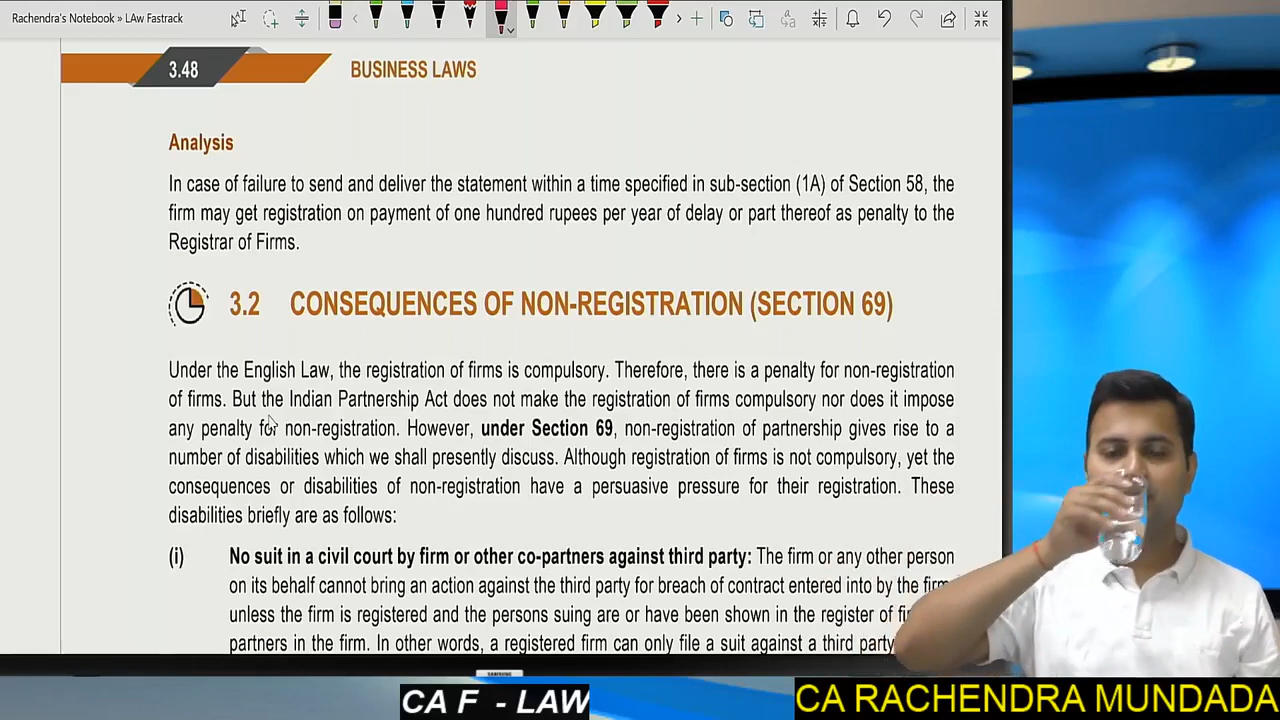 Rachendra's Notebook » LAw Fastrack
3.48
BUSINESS LAWS
Analysis
In case of failure to send and deliver the statement within a time specified in sub-section (1A) of Section 58, the
firm may get registration on payment of one hundred rupees per year of delay or part thereof as penalty to the
Registrar of Firms.
3.2 CONSEQUENCES OF NON-REGISTRATION (SECTION 69)
Under the English Law, the registration of firms is compulsory. Therefore, there is a penalty for non-registration
of firms. But the Indian Partnership Act does not make the registration of firms compulsory nor does it impose
any penalty for non-registration. However, under Section 69, non-registration of partnership gives rise to a
number of disabilities which we shall presently discuss. Although registration of firms is not compulsory, yet the
consequences or disabilities of non-registration have a persuasive pressure for their registration. These
disabilities briefly are as follows:
(i) No suit in a civil court by firm or other co-partners against third party: The firm or any other person
on its behalf cannot bring an action against the third party for breach of contract entered into by the firm
unless the firm is registered and the persons suing are or have been shown in the register of
partners in the firm. In other words, a registered firm can only file a suit against a third party
SAMSUNG
CA F - LAW
CA RACHENDRA MUNDADA